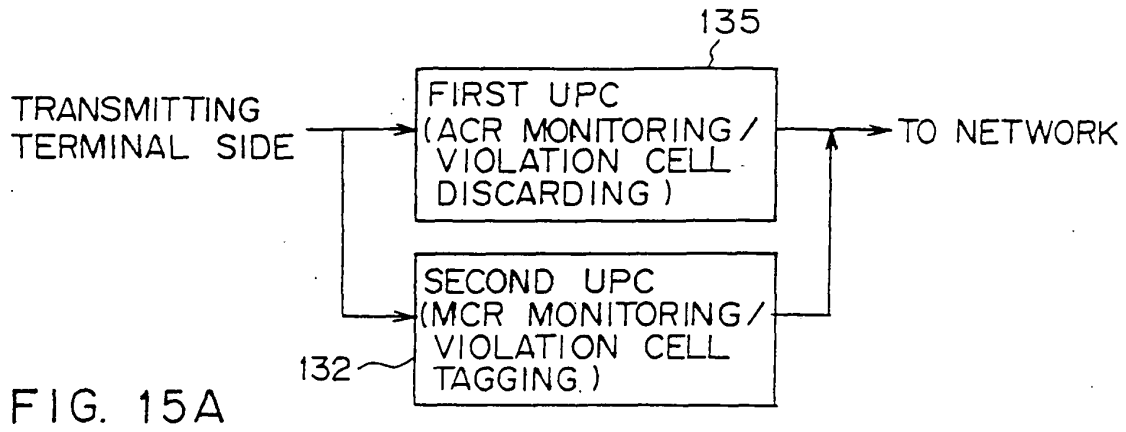 135
TRANSMITTING
TERMINAL SIDE
FIRST UPC
(ACR MONITORING/
VIOLATION CELL
DISCARDING)
TO NETWORK
SECOND UPC
(MCR MONITORING/
VIOLATION CELL
TAGGING)
132
FIG. 15A